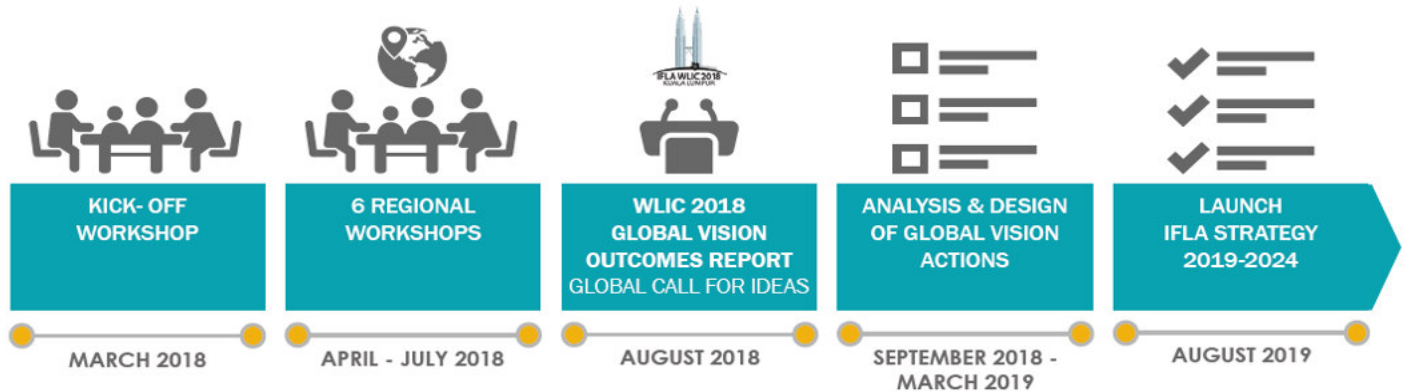 IFLA WLIC 2018
KUALA LUMPUR
KICK- OFF
WORKSHOP
6 REGIONAL
WORKSHOPS
WLIC 2018
GLOBAL VISION
OUTCOMES REPORT
GLOBAL CALL FOR IDEAS
ANALYSIS & DESIGN
OF GLOBAL VISION
ACTIONS
LAUNCH
IFLA STRATEGY
2019-2024
MARCH 2018
APRIL - JULY 2018
AUGUST 2018
SEPTEMBER 2018 -
MARCH 2019
AUGUST 2019